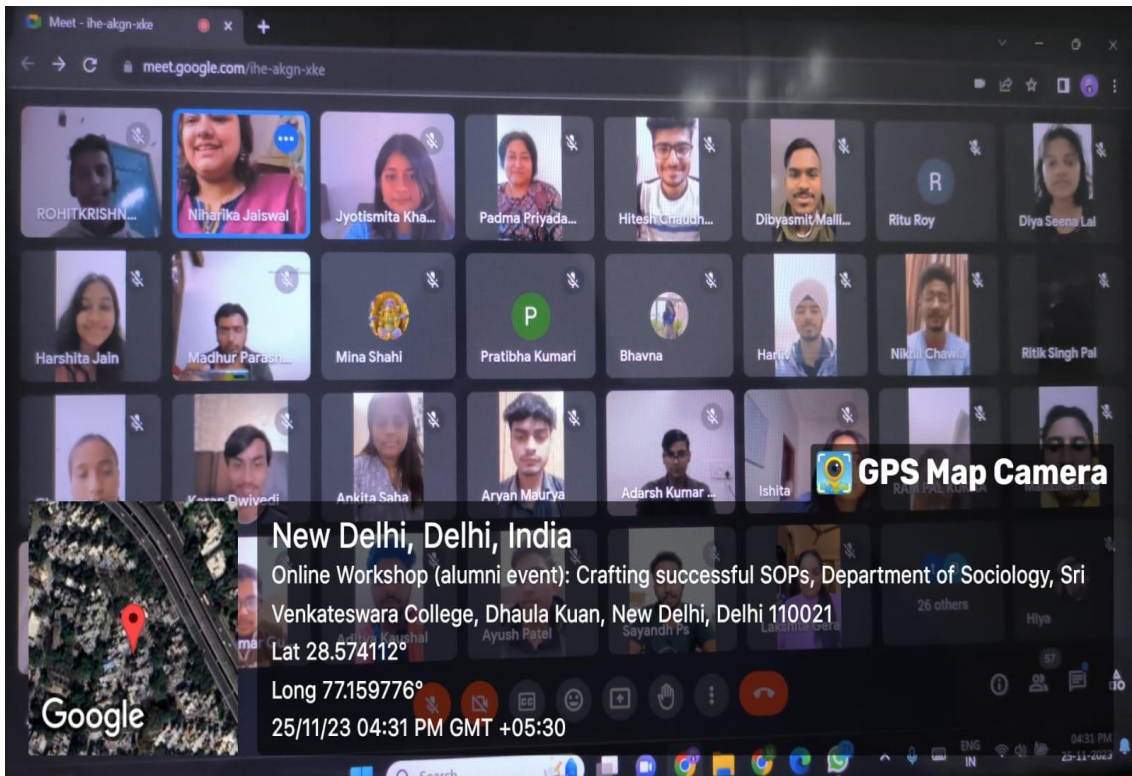 Meet - ihe-akgn-xke
meet.google.com/ihe-akgn-xke
ROHITKRISHN...
Niharika Jaiswal
Jyotismita Kha...
Padma Priyada...
Hitesh Chaudh...
Dibyasmit Malli...
R
Ritu Roy
Diya Seena Lal
Harshita Jain
Madhur Parash...
Mina Shahi
P
Pratibha Kumari
Bhavna
Nikhil Chawla
Ritik Singh Pal
Karan Dwivedi
Ankita Saha
Aryan Maurya
Adarsh Kumar ...
Ishita
GPS Map Camera
New Delhi, Delhi, India
Online Workshop (alumni event): Crafting successful SOPs, Department of Sociology, Sri
Venkateswara College, Dhaula Kuan, New Delhi, Delhi 110021
Lat 28.574112°
Long 77.159776°
25/11/23 04:31 PM GMT +05:30
Google
Aditya Kaushal
Ayush Patel
Sayandh Ps
Lakshita Gera
26 others
Hiya
57
CC
Search
ENG
IN
04:31 PM
25-11-2023